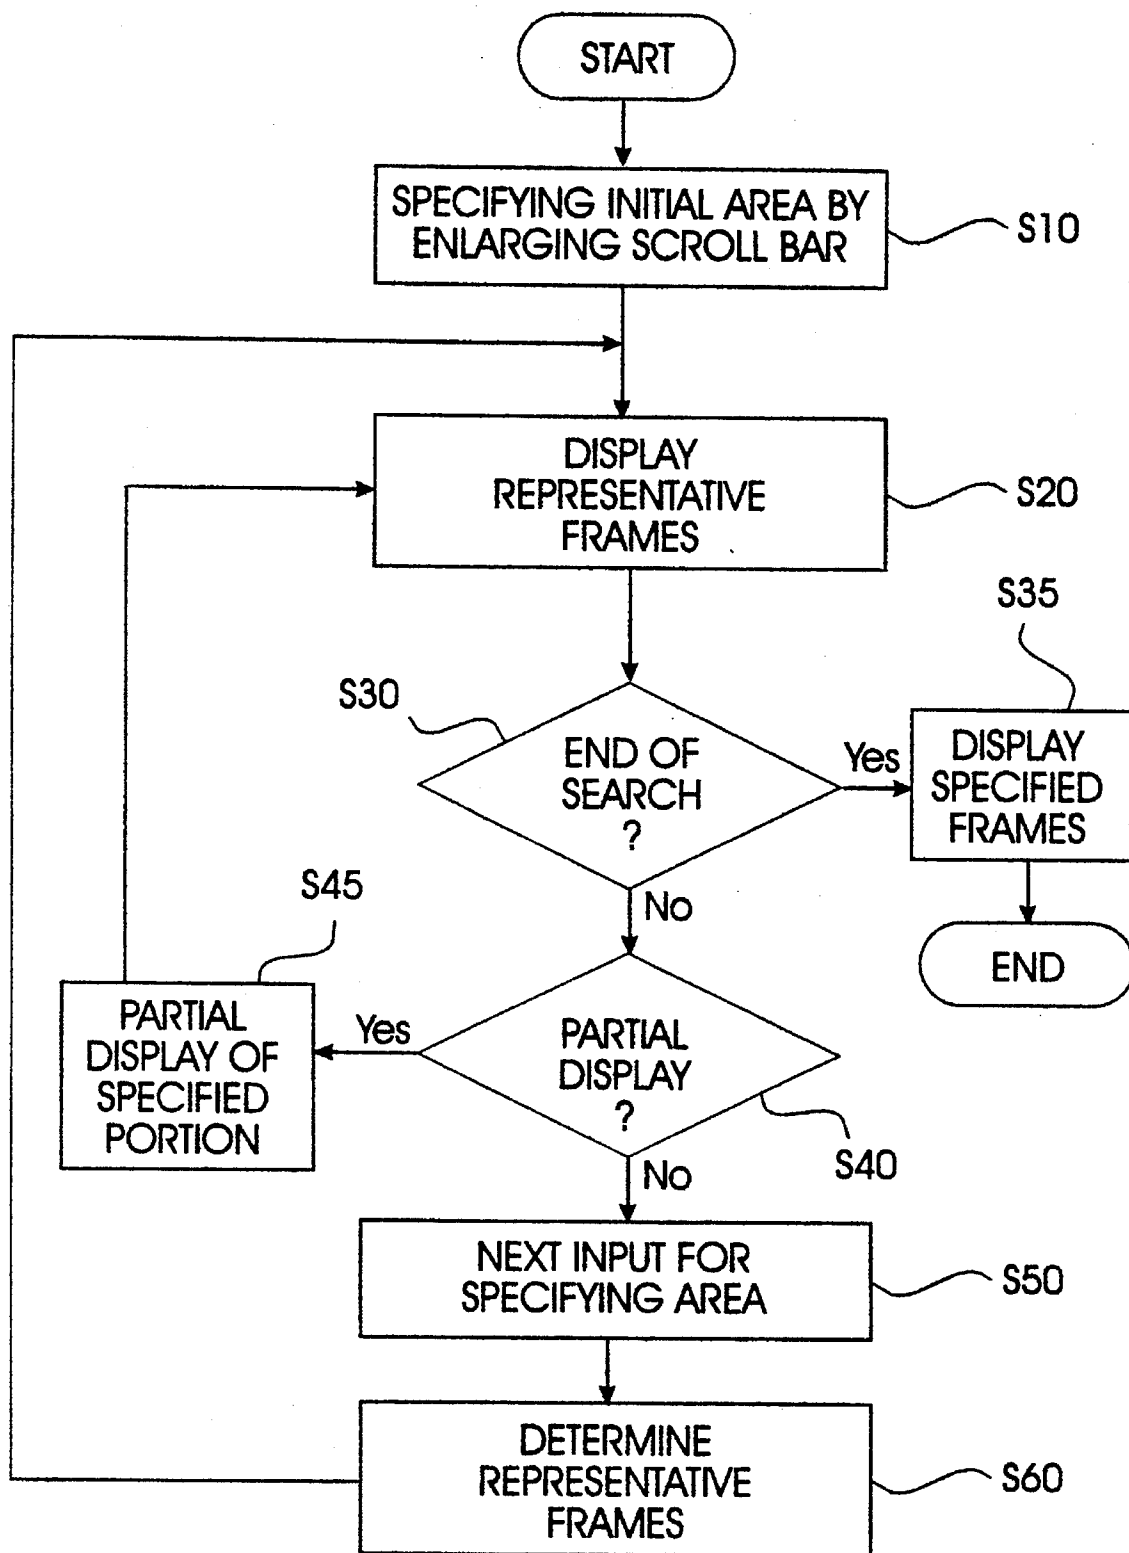 START
SPECIFYING INITIAL AREA BY
ENLARGING SCROLL BAR
S10
DISPLAY
REPRESENTATIVE
FRAMES
S20
S30
END OF
SEARCH
?
Yes
S35
DISPLAY
SPECIFIED
FRAMES
END
No
S45
PARTIAL
DISPLAY OF
SPECIFIED
PORTION
Yes
PARTIAL
DISPLAY
?
S40
No
NEXT INPUT FOR
SPECIFYING AREA
S50
DETERMINE
REPRESENTATIVE
FRAMES
S60